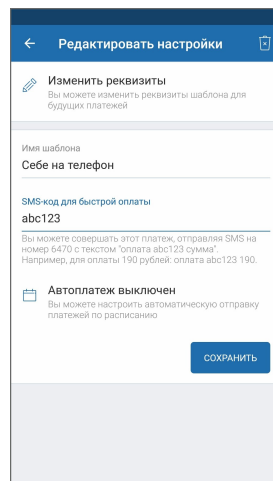 Редактировать настройки
Изменить реквизиты
Вы можете изменить реквизиты шаблона для
будущих платежей
Имя шаблона
Себе на телефон
SMS-код для быстрой оплаты
abc123
Вы можете совершать этот платеж, отправляя SMS на
номер 6470 с текстом "оплата abc123 сумма".
Например, для оплаты 190 рублей: оплата abc123 190.
Автоплатеж выключен
Вы можете настроить автоматическую отправку
платежей по расписанию
СОХРАНИТЬ